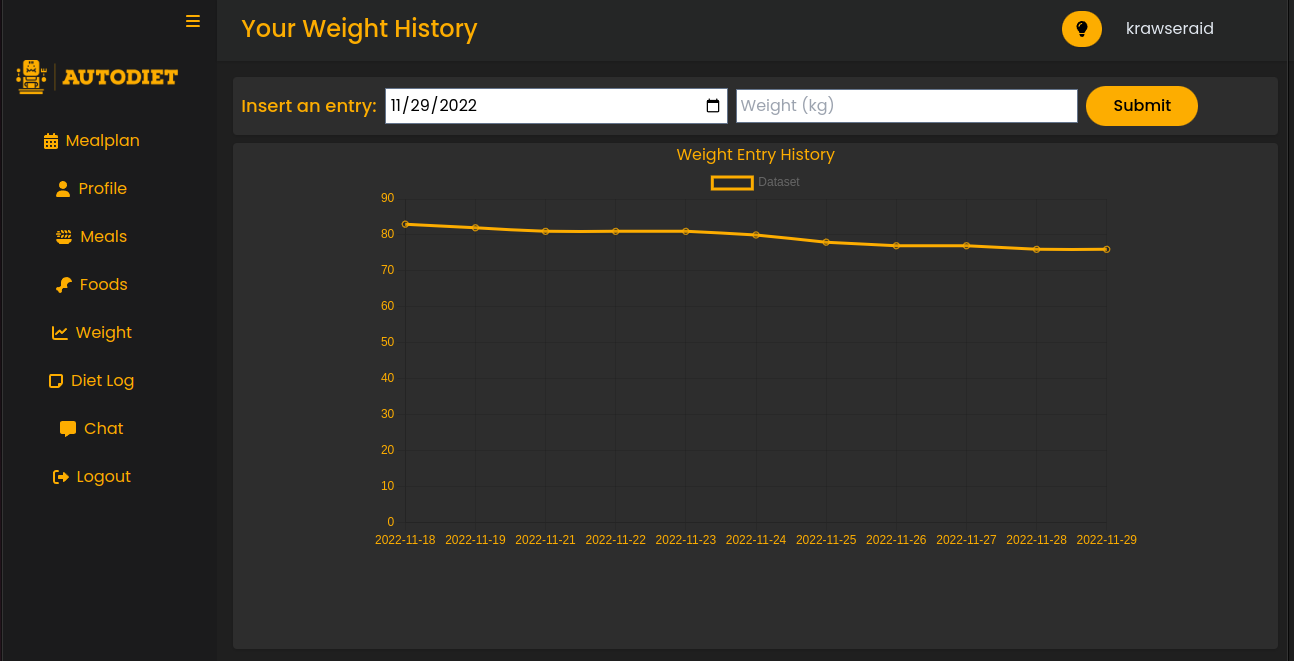 Your Weight History
krawseraid
AUTODIET
Mealplan
Profile
Meals
Foods
Weight
Diet Log
Chat
Logout
Insert an entry:
11/29/2022
Weight (kg)
Submit
Weight Entry History
Dataset
90
80
70
60
50
40
30
20
10
0
2022-11-18 2022-11-19 2022-11-21 2022-11-22 2022-11-23 2022-11-24 2022-11-25 2022-11-26 2022-11-27 2022-11-28 2022-11-29